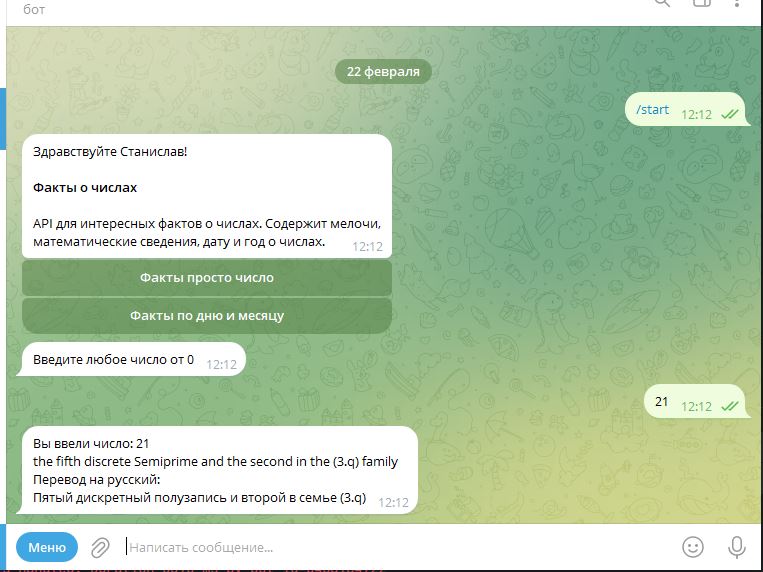 бот
22 февраля
/start 12:12
Здравствуйте Станислав!
Факты о числах
API для интересных фактов о числах. Содержит мелочи,
математические сведения, дату и год о числах. 12:12
Факты просто число
Факты по дню и месяцу
Введите любое число от 0 12:12
21 12:12
Вы ввели число: 21
the fifth discrete Semiprime and the second in the (3.q) family
Перевод на русский:
Пятый дискретный полузапись и второй в семье (3.q) 12:12
Меню Написать сообщение...